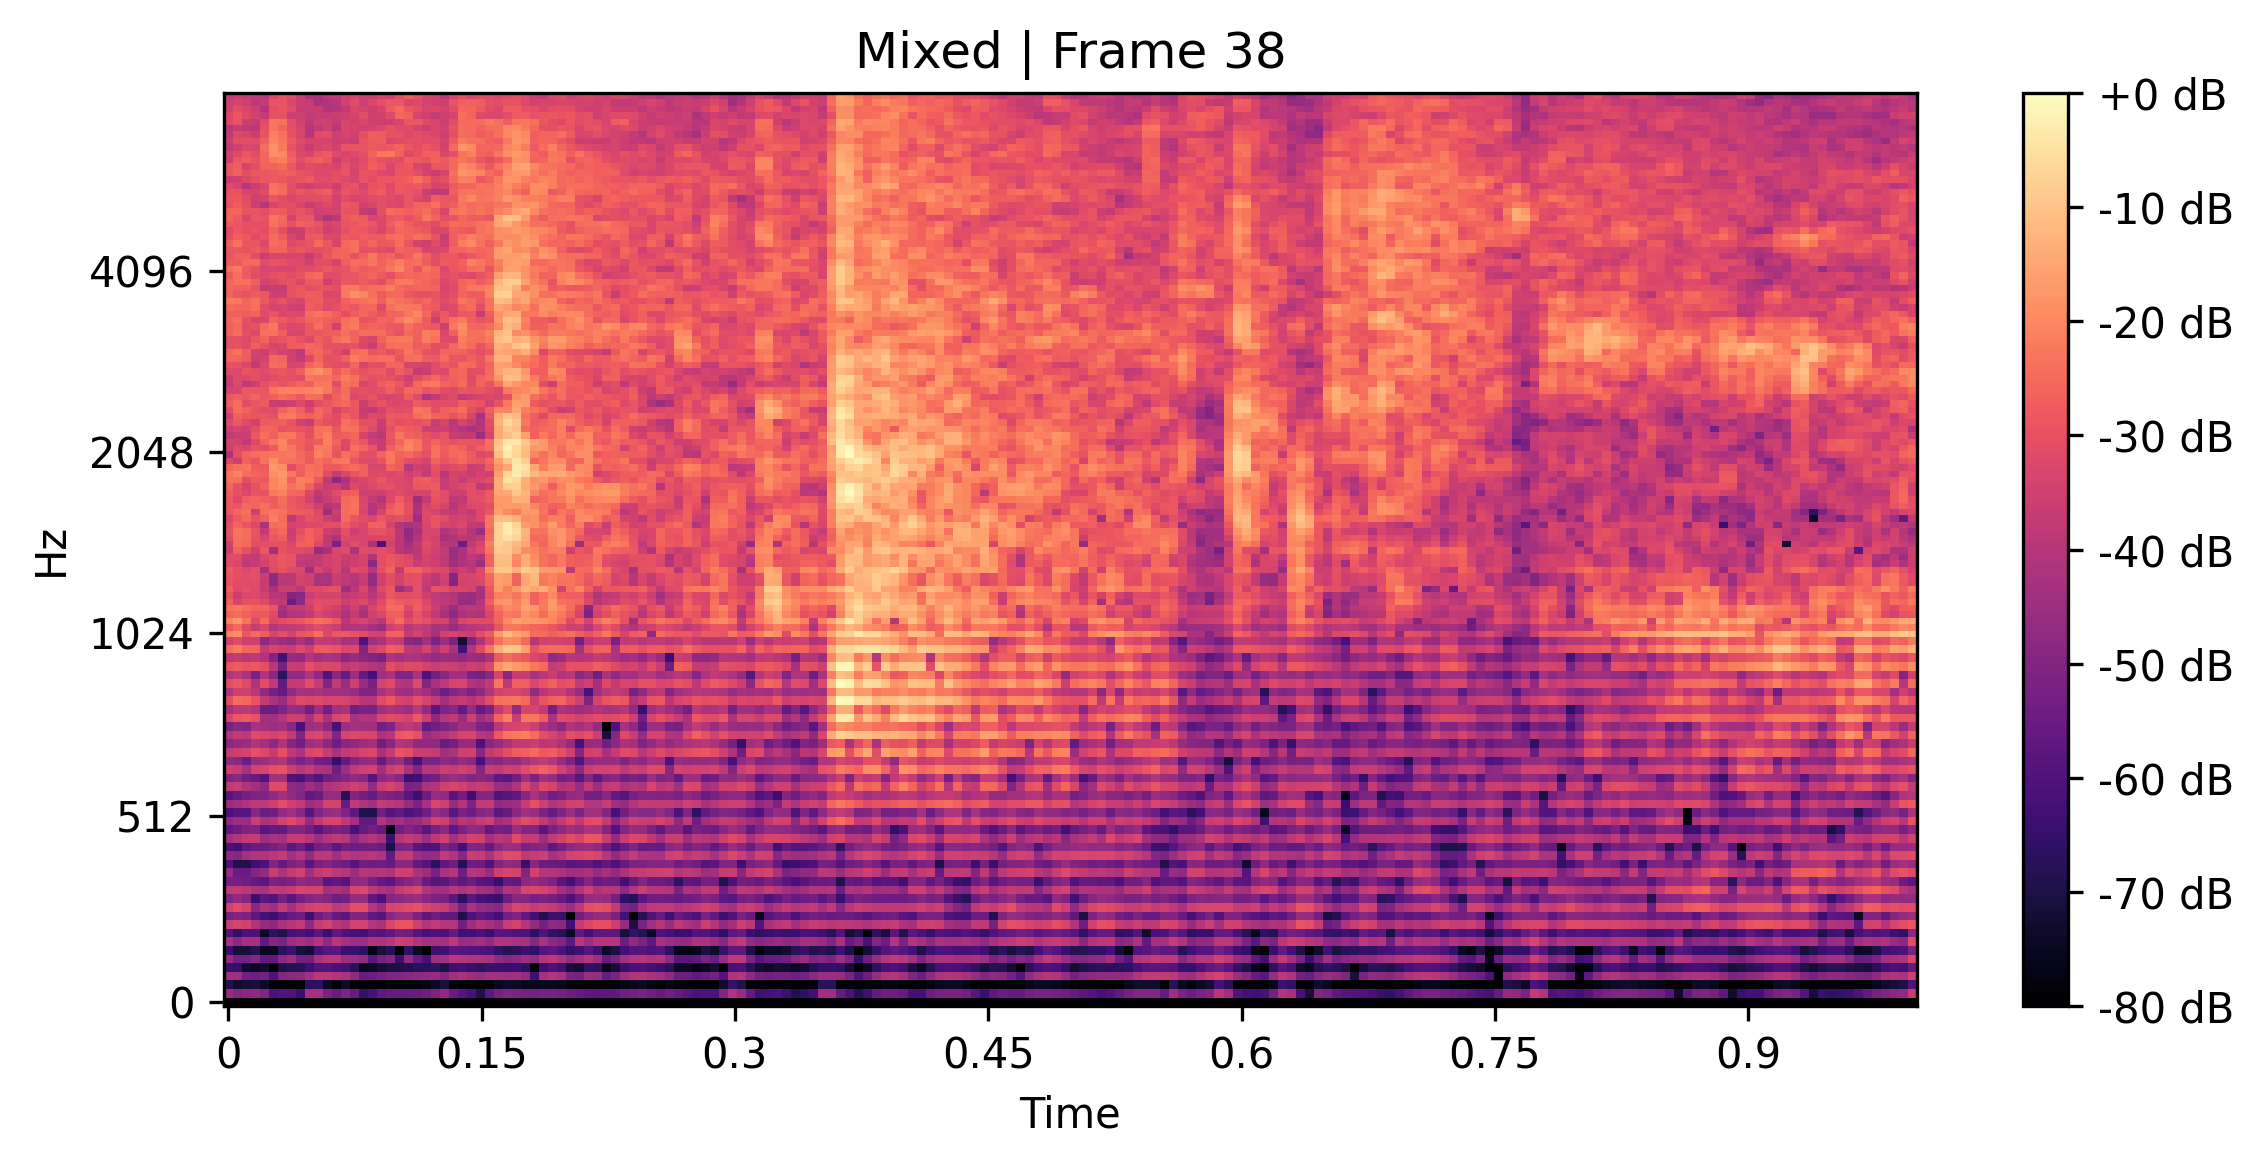 Mixed | Frame 38
Hz
4096
2048
1024
512
0
0 0.15 0.3 0.45 0.6 0.75 0.9
Time
+0 dB
-10 dB
-20 dB
-30 dB
-40 dB
-50 dB
-60 dB
-70 dB
-80 dB